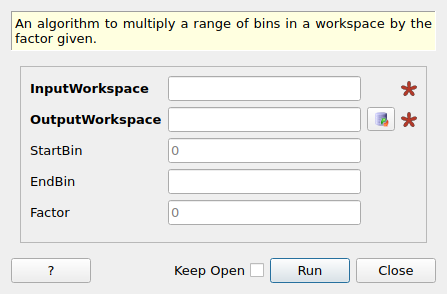 An algorithm to multiply a range of bins in a workspace by the
factor given.
InputWorkspace
OutputWorkspace
StartBin 0
EndBin
Factor 0
? Keep Open Run Close